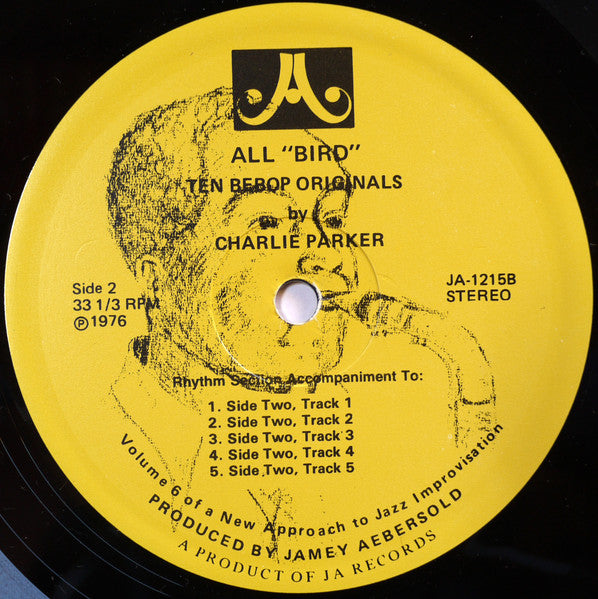 A
ALL "BIRD"
TEN BEBOP ORIGINALS
by
CHARLIE PARKER
Side 2
33 1/3 RPM
℗ 1976
JA-1215B
STEREO
Rhythm Section Accompaniment To:
1. Side Two, Track 1
2. Side Two, Track 2
3. Side Two, Track 3
4. Side Two, Track 4
5. Side Two, Track 5
Volume 6 of a New Approach to Jazz Improvisation
PRODUCED BY JAMEY AEBERSOLD
A PRODUCT OF JA RECORDS